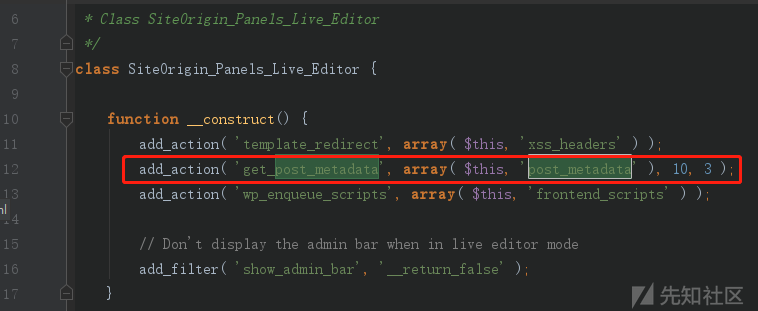 6 * Class SiteOrigin_Panels_Live_Editor
7 */
8 class SiteOrigin_Panels_Live_Editor {
9
10 function __construct() {
11 add_action( 'template_redirect', array( $this, 'xss_headers' ) );
12 add_action( 'get_post_metadata', array( $this, 'post_metadata' ), 10, 3 );
13 add_action( 'wp_enqueue_scripts', array( $this, 'frontend_scripts' ) );
nl
14
15 // Don't display the admin bar when in live editor mode
16 add_filter( 'show_admin_bar', '__return_false' );
17 }
先知社区